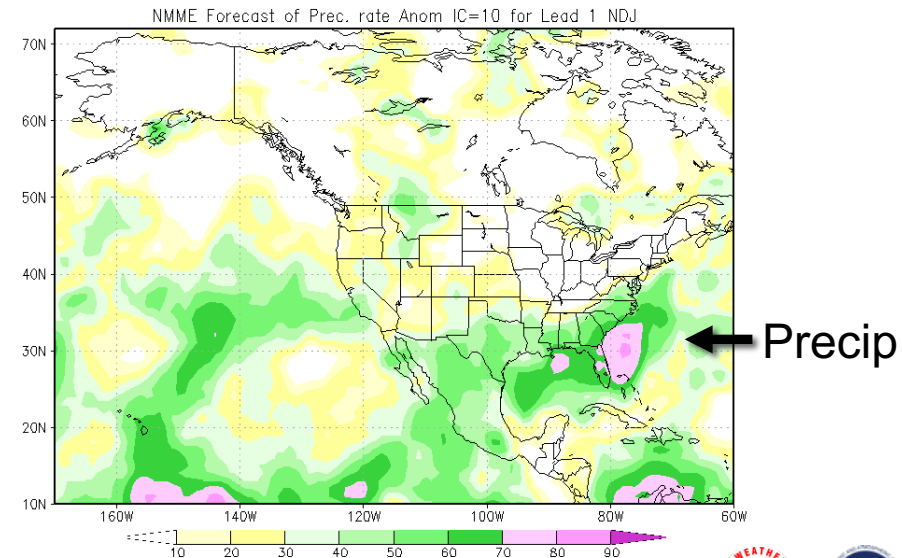 NMME Forecast of Prec. rate Anom IC=10 for Lead 1 NDJ
70N
60N
50N
40N
30N
20N
10N
Precip
160W 140W 120W 100W 80W 60W
10 20 30 40 50 60 70 80 90
WEATHE